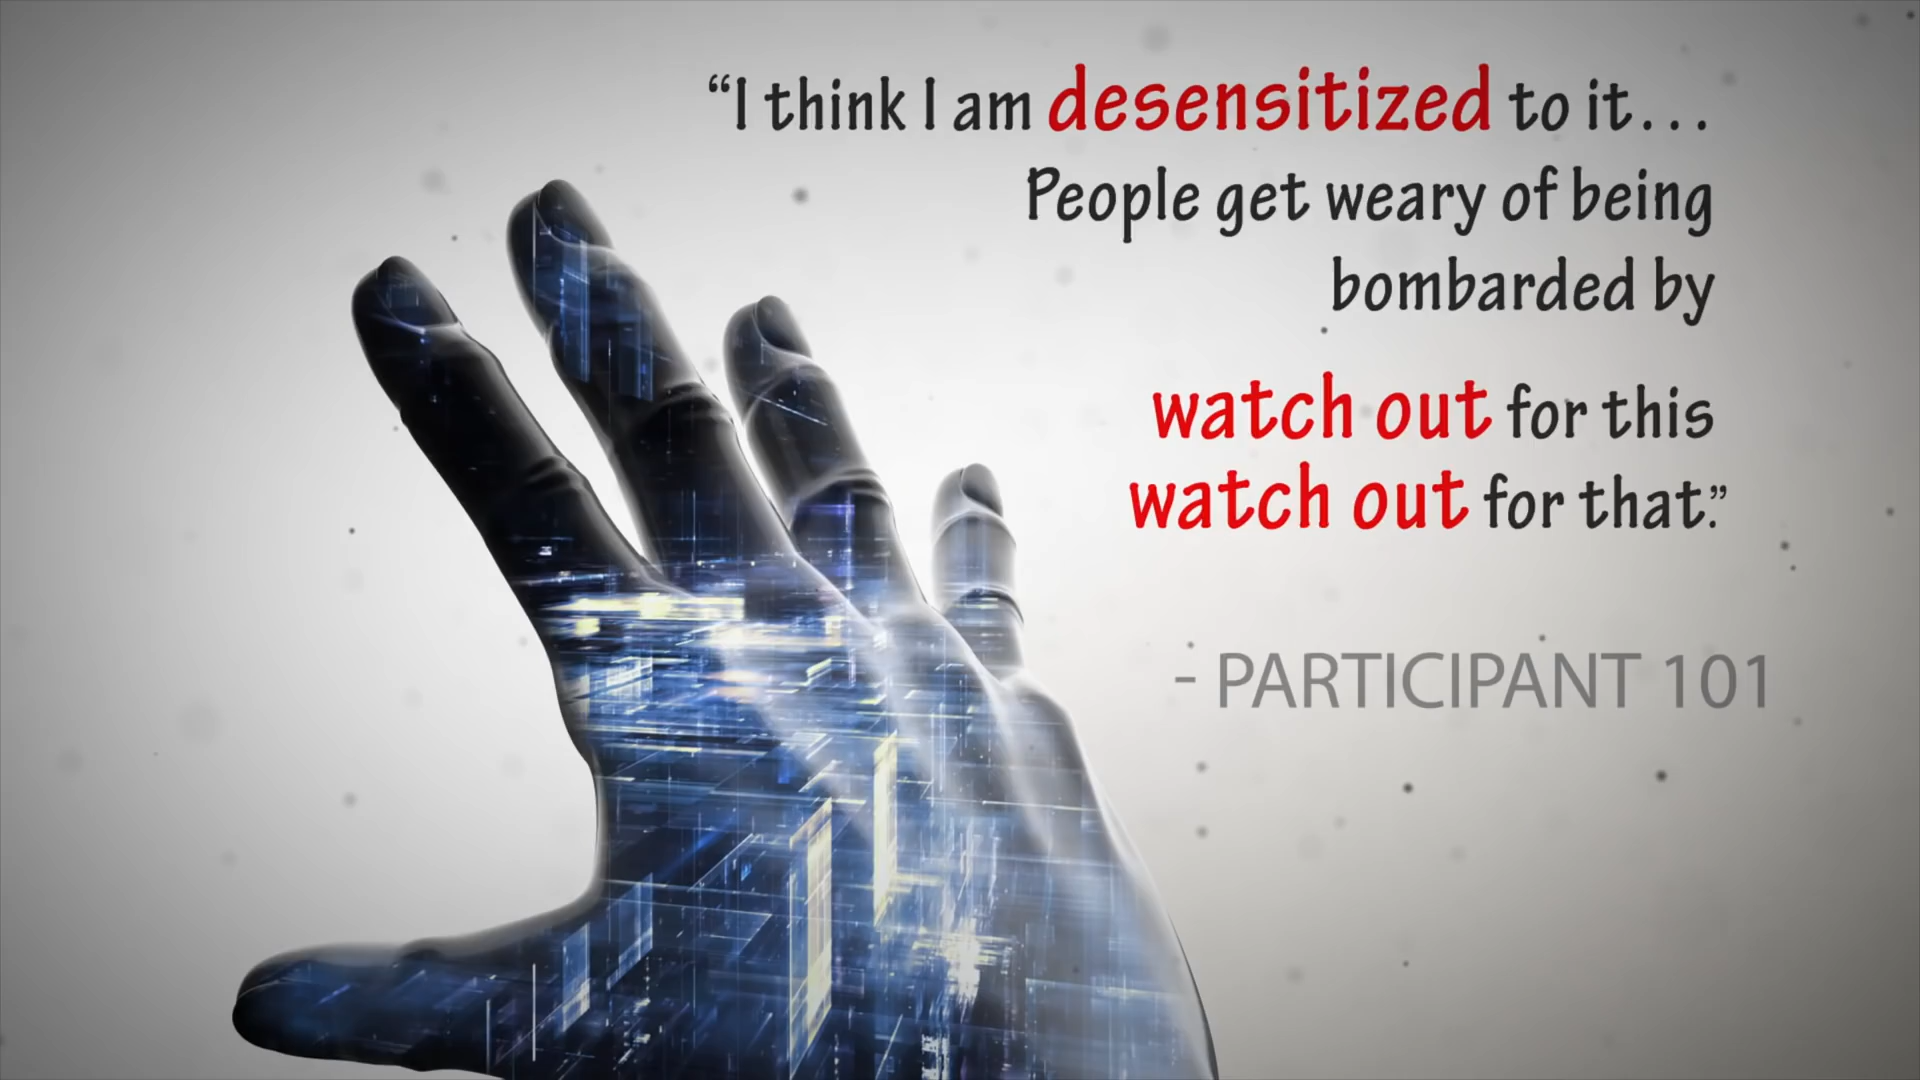 “I think I am desensitized to it...
People get weary of being
bombarded by
watch out for this
watch out for that.”
- PARTICIPANT 101